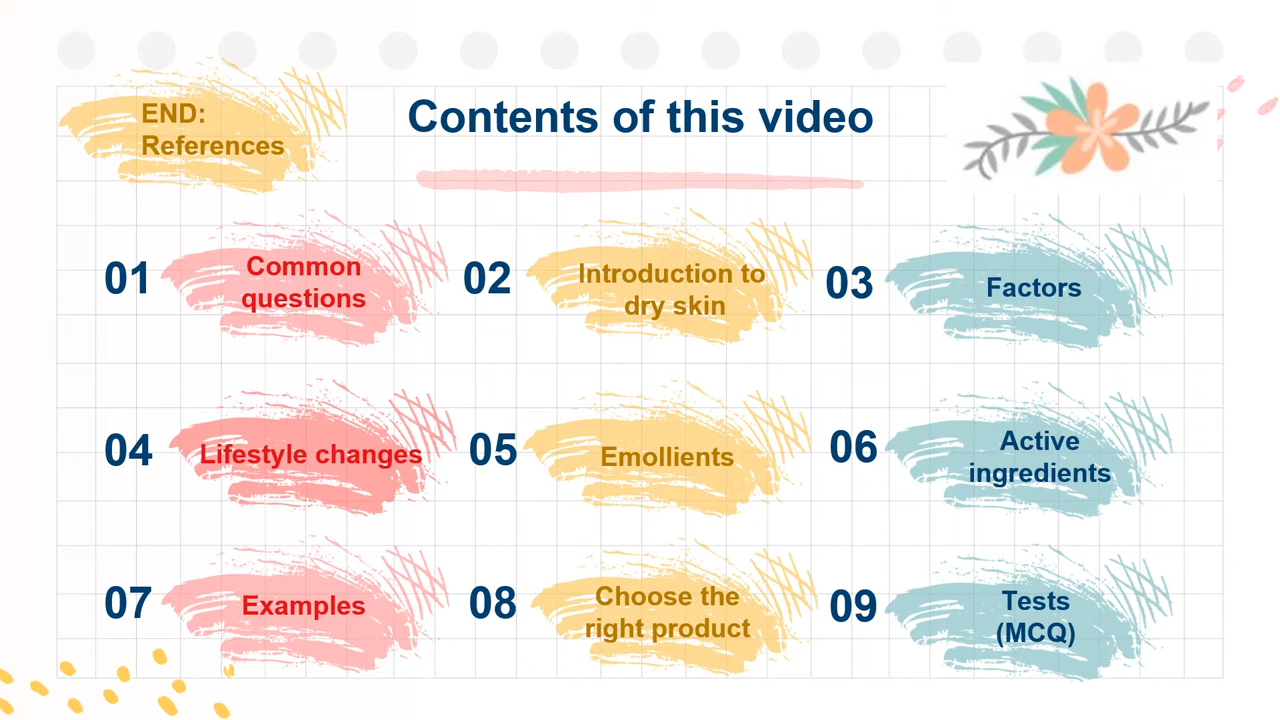 END:
References
Contents of this video
01
Common
questions
02
Introduction to
dry skin
03
Factors
04
Lifestyle changes
05
Emollients
06
Active
ingredients
07
Examples
08
Choose the
right product
09
Tests
(MCQ)